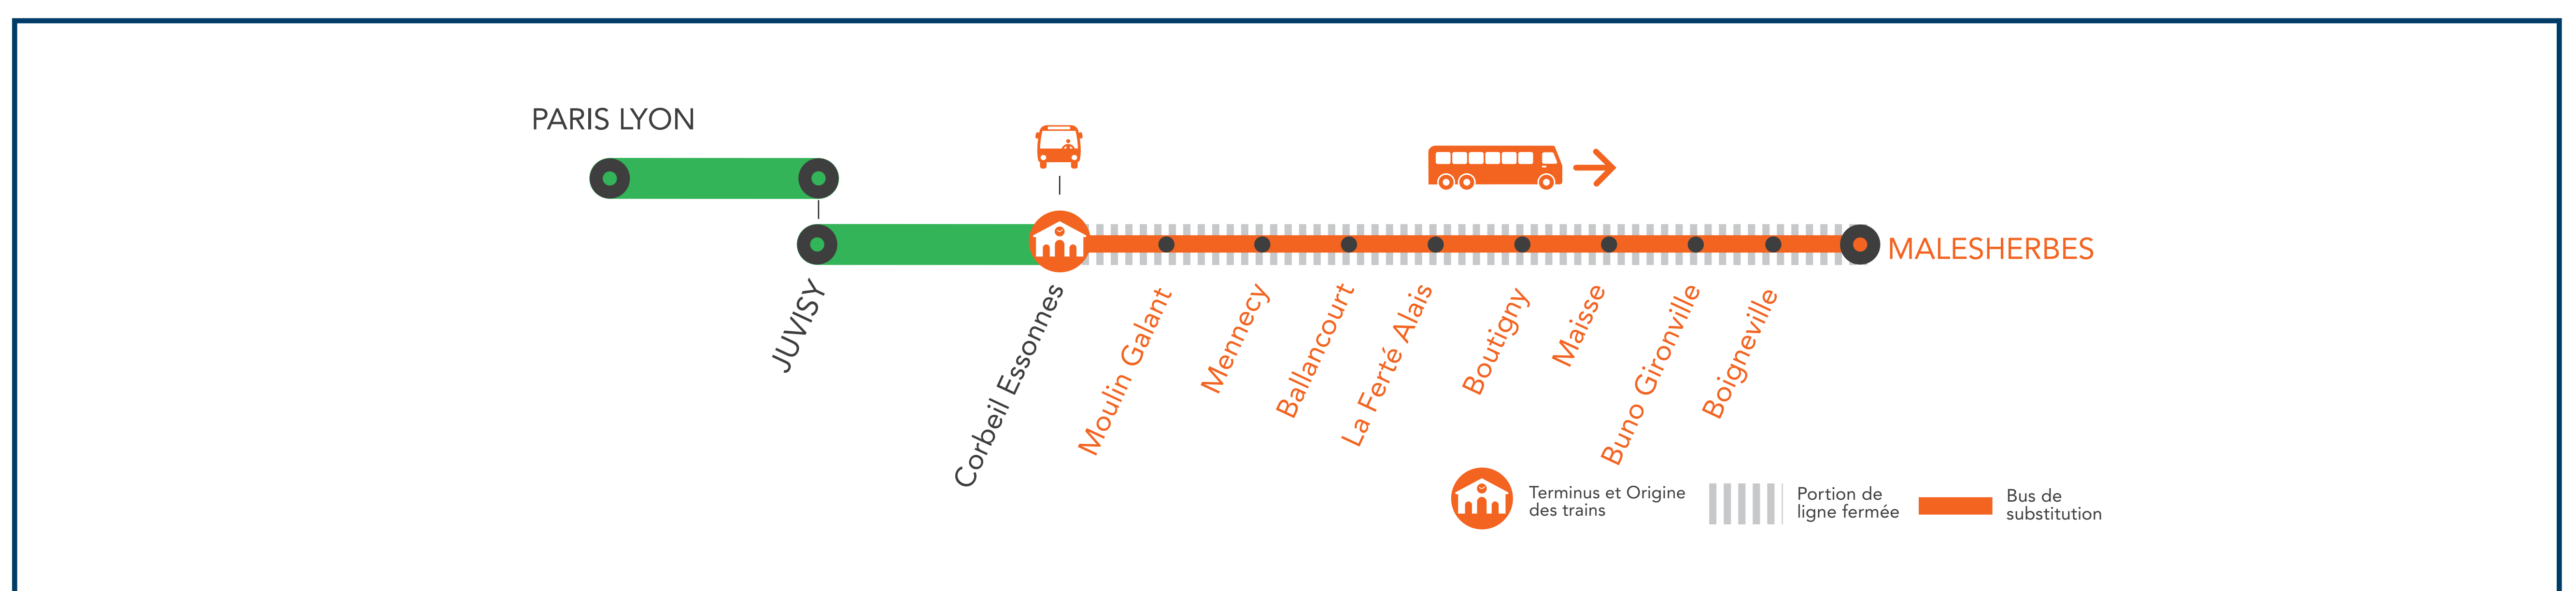 PARIS LYON
MALESHERBES
JUVISY
Corbeil Essonnes
Moulin Galant
Mennecy
Ballancourt
La Ferté Alais
Boutigny
Maisse
Buno Gironville
Boigneville
Terminus et Origine
des trains
Portion de
ligne fermée
Bus de
substitution